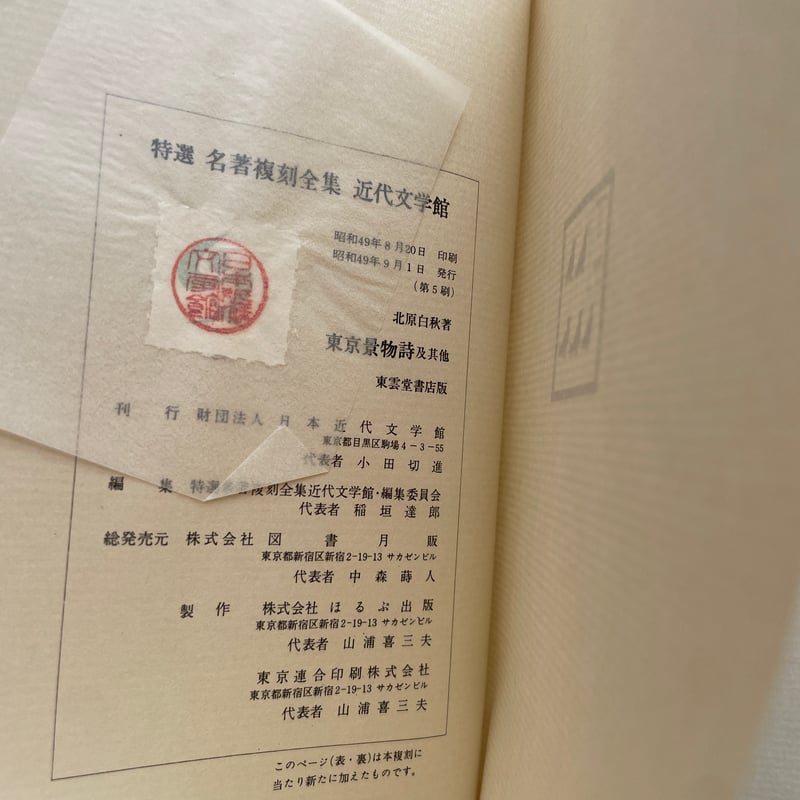 特選 名著複刻全集 近代文学館
昭和49年8月20日 印刷
昭和49年9月1日 発行
(第5刷)
北原白秋著
東京景物詩及其他
東雲堂書店版
刊 行 財団法人 日本近代文学館
東京都目黒区駒場4-3-55
代表者 小田切進
編 集 特選名著複刻全集近代文学館・編集委員会
代表者 稲垣達郎
総発売元 株式会社 図書月販
東京都新宿区新宿2-19-13 サカゼンビル
代表者 中森蒔人
製作 株式会社 ほるぷ出版
東京都新宿区新宿2-19-13 サカゼンビル
代表者 山浦喜三夫
東京連合印刷株式会社
東京都新宿区新宿2-19-13 サカゼンビル
代表者 山浦喜三夫
このページ(表・裏)は本複刻に
当たり新たに加えたものです。